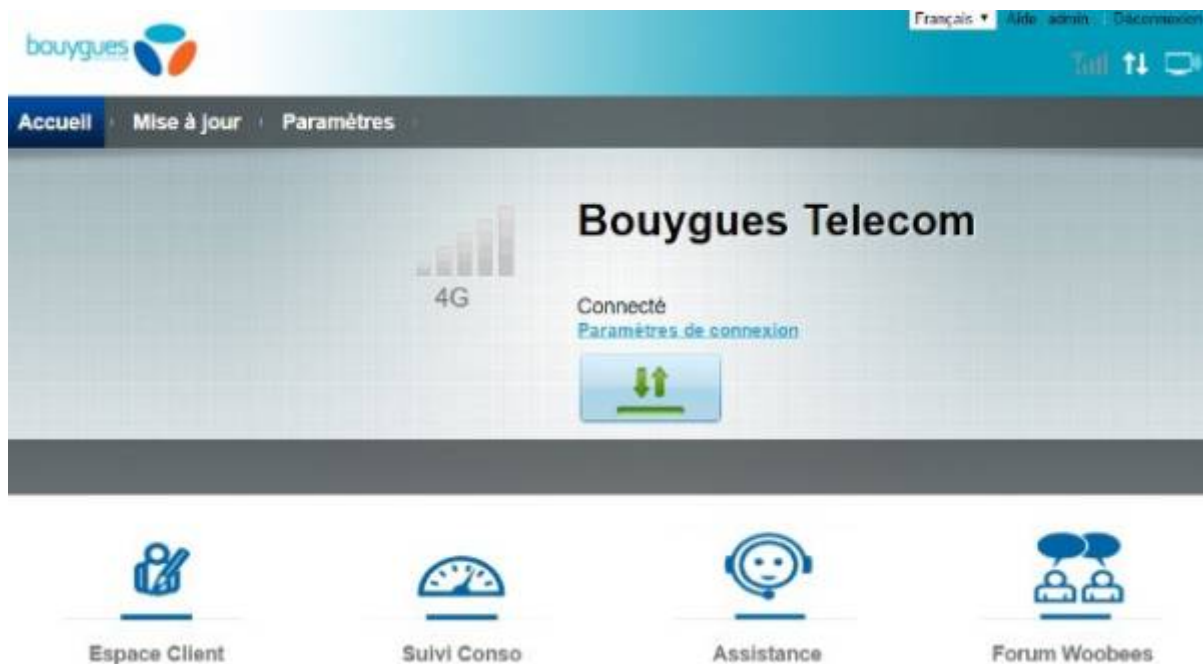 Français
Aide admin Déconnexion
bouygues
Accueil Mise à jour Paramètres
Bouygues Telecom
4G
Connecté
Paramètres de connexion
Espace Client Suivi Conso Assistance Forum Woobees